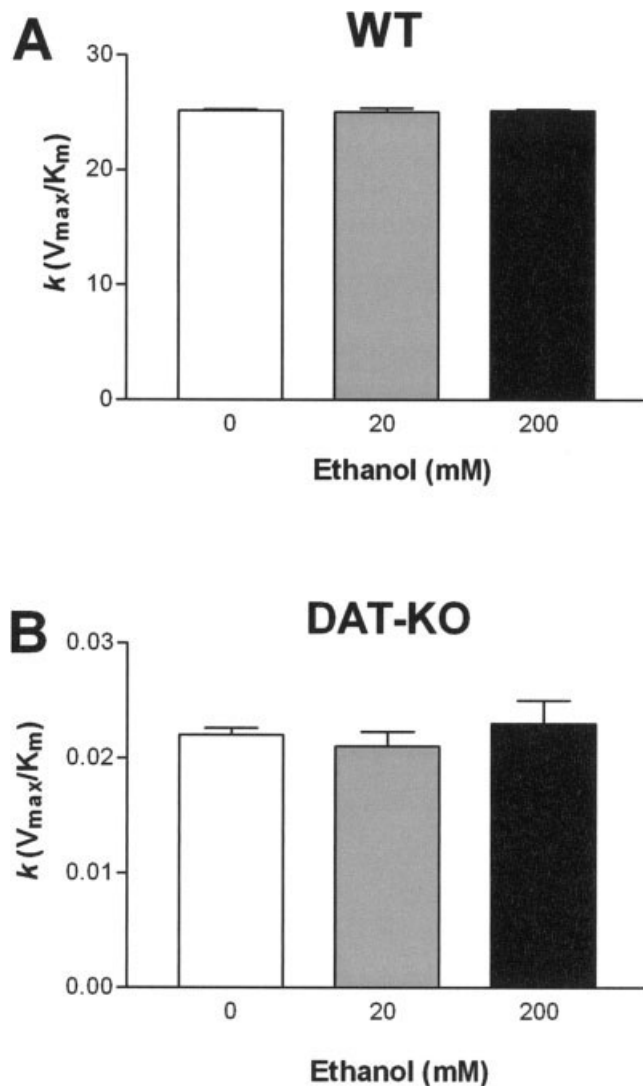 A
WT
30
20
10
0
k (Vmax/Km)
0 20 200
Ethanol (mM)
B
DAT-KO
0.03
0.02
0.01
0.00
k (Vmax/Km)
0 20 200
Ethanol (mM)